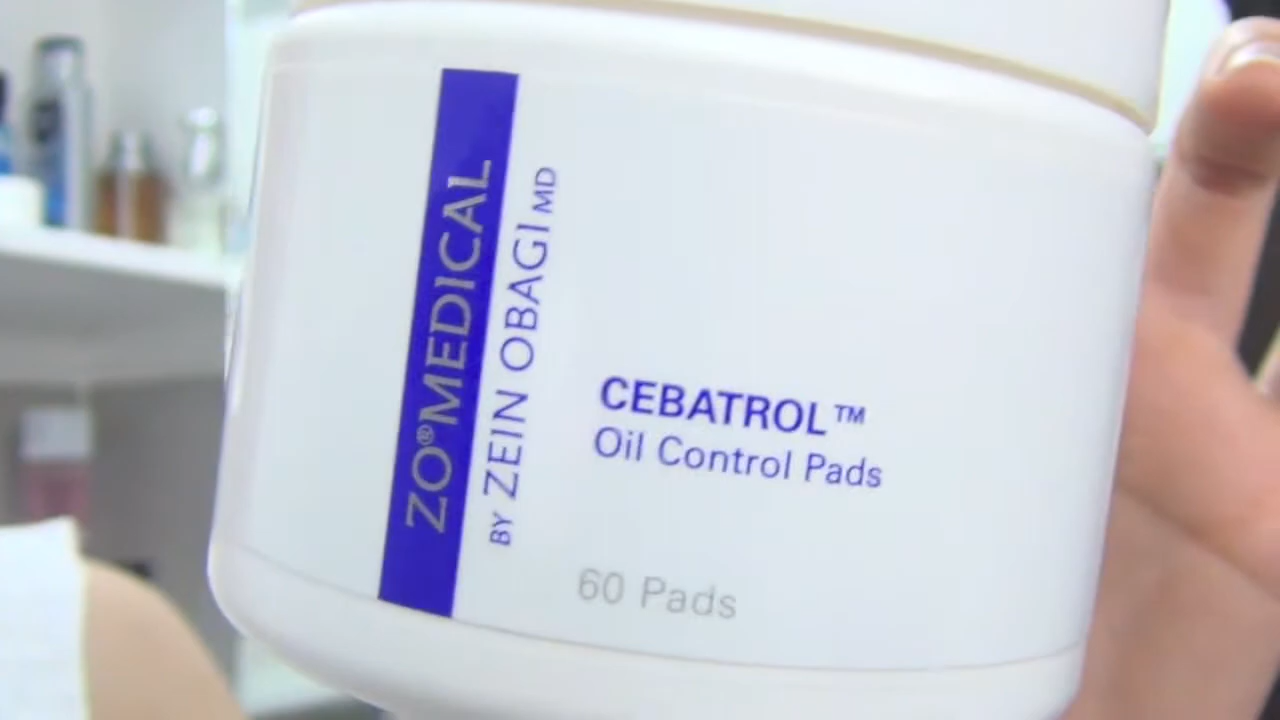 ZO®MEDICAL
BY ZEIN OBAGI MD
CEBATROL™
Oil Control Pads
60 Pads